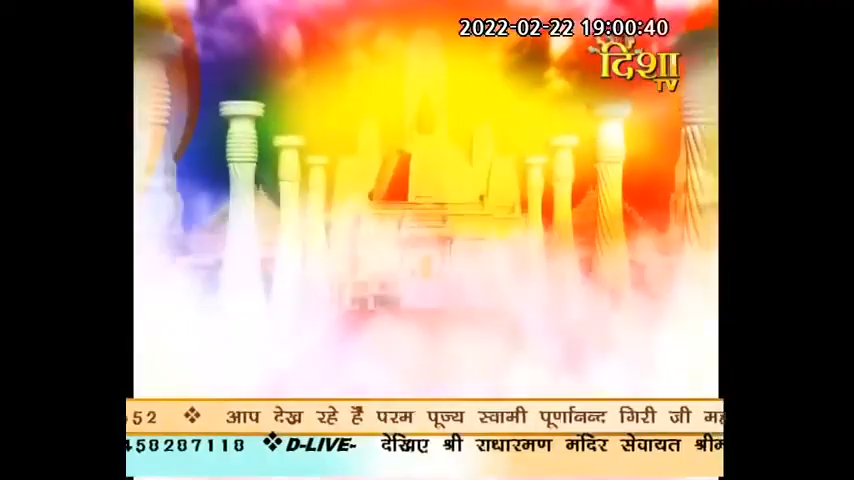 2022-02-22 19:00:40
दिशा
TV
52 ❖ आप देख रहे हैं परम पूज्य स्वामी पूर्णानन्द गिरी जी
458287118 ❖ D-LIVE- देखिए श्री राधारमण मंदिर सेवायत